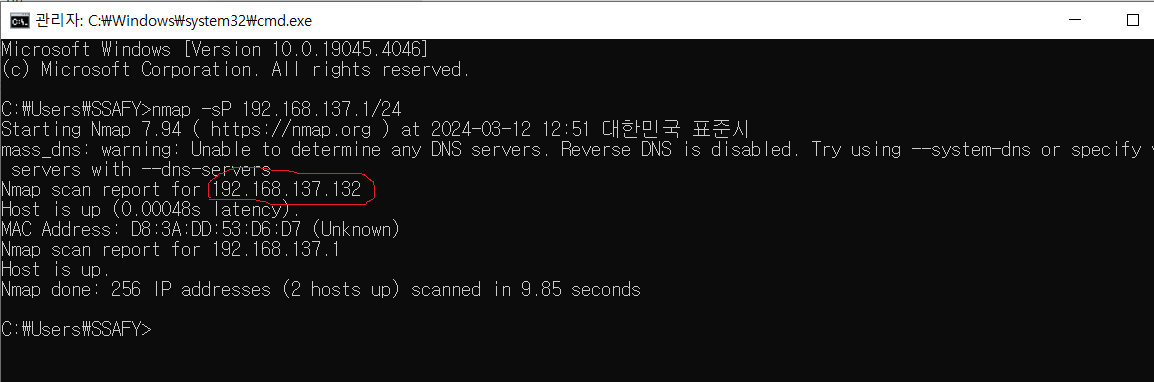 관리자: C:₩Windows₩system32₩cmd.exe
Microsoft Windows [Version 10.0.19045.4046]
(c) Microsoft Corporation. All rights reserved.
C:₩Users₩SSAFY>nmap -sP 192.168.137.1/24
Starting Nmap 7.94 ( https://nmap.org ) at 2024-03-12 12:51 대한민국 표준시
mass_dns: warning: Unable to determine any DNS servers. Reverse DNS is disabled. Try using --system-dns or specify
servers with --dns-servers
Nmap scan report for 192.168.137.132
Host is up (0.00048s latency).
MAC Address: D8:3A:DD:53:D6:D7 (Unknown)
Nmap scan report for 192.168.137.1
Host is up.
Nmap done: 256 IP addresses (2 hosts up) scanned in 9.85 seconds
C:₩Users₩SSAFY>